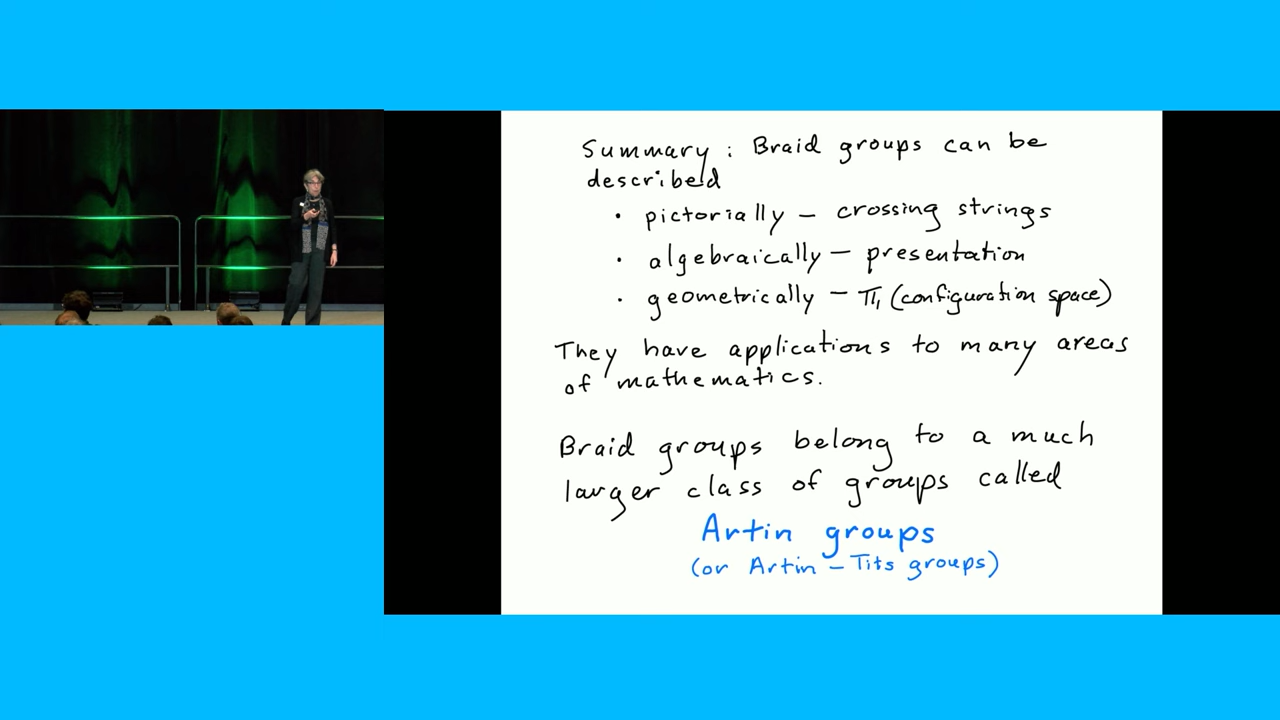 Summary: Braid groups can be
described
• pictorially – crossing strings
• algebraically – presentation
• geometrically – π₁ (configuration space)
They have applications to many areas
of mathematics.
Braid groups belong to a much
larger class of groups called
Artin groups
(or Artin – Tits groups)